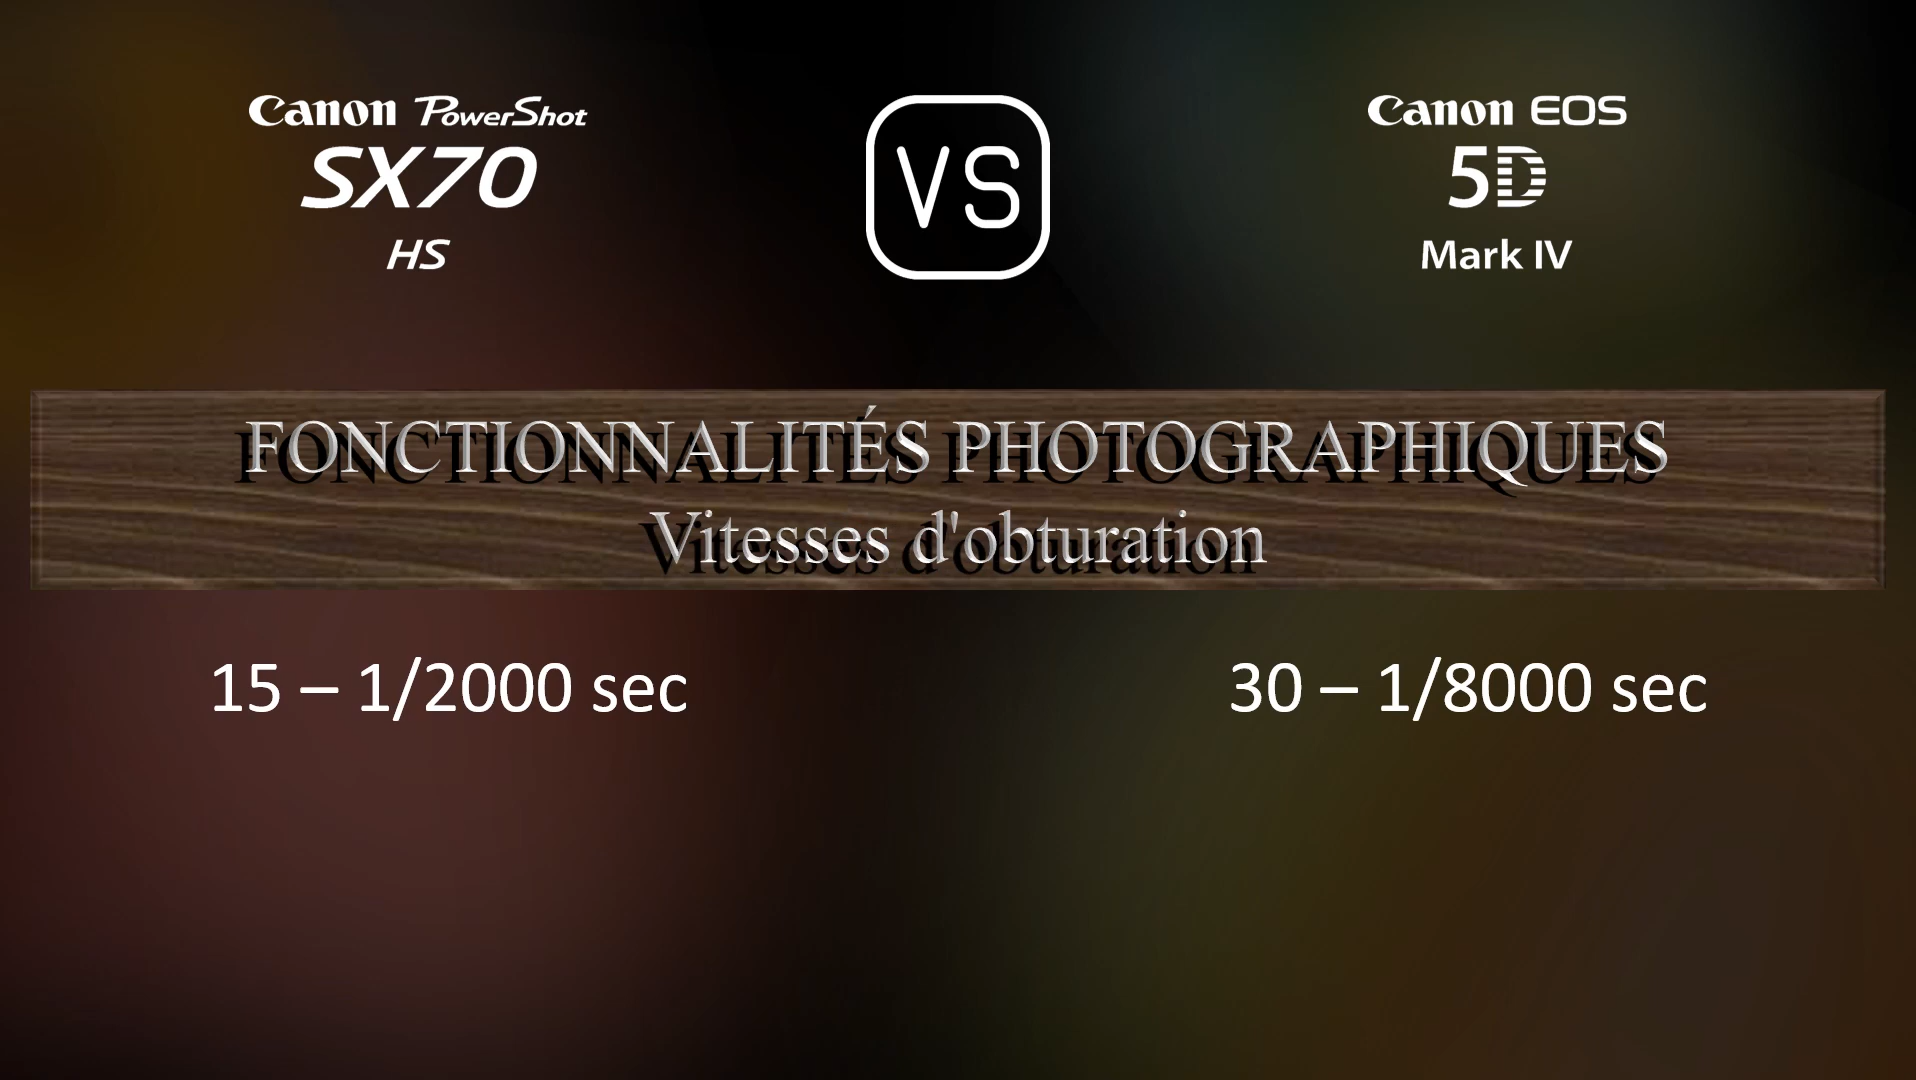 Canon PowerShot
SX70
HS
VS
Canon EOS
5D
Mark IV
FONCTIONNALITÉS PHOTOGRAPHIQUES
Vitesses d'obturation
15 – 1/2000 sec
30 – 1/8000 sec